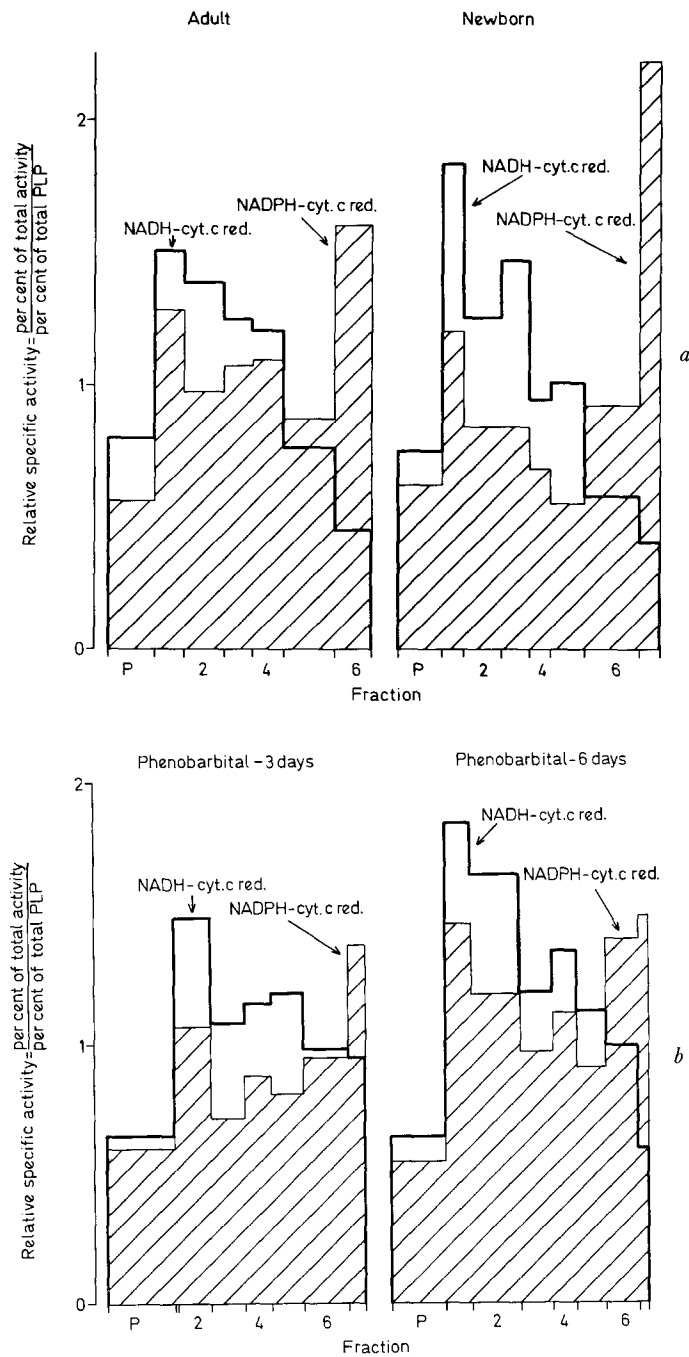 Adult
Newborn
2
1
0
Relative specific activity = per cent of total activity
per cent of total PLP
NADH-cyt.c red.
NADPH-cyt.c red.
NADH-cyt.c red.
NADPH-cyt.c red.
a
P 2 4 6
P 2 4 6
Fraction
Phenobarbital - 3 days
Phenobarbital-6 days
2
1
0
Relative specific activity = per cent of total activity
per cent of total PLP
NADH-cyt.c red.
NADPH-cyt.c red.
NADH-cyt.c red.
NADPH-cyt.c red.
b
P 2 4 6
P 2 4 6
Fraction